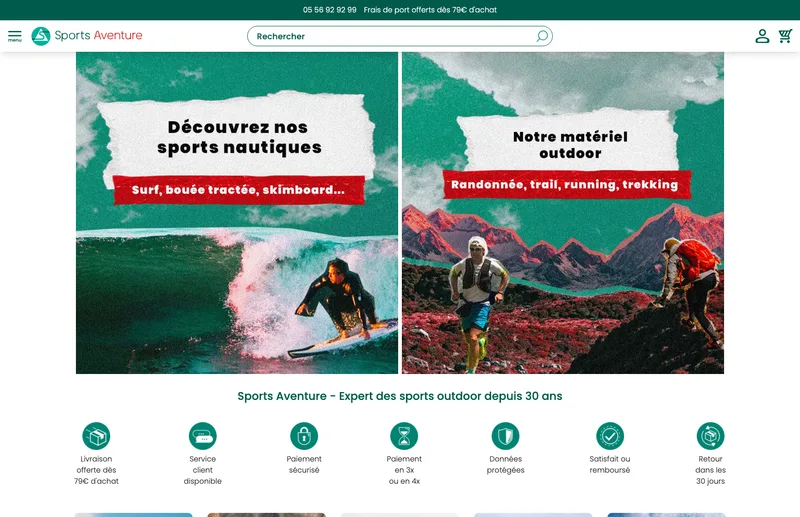 05 56 92 92 99 Frais de port offerts dès 79€ d'achat
menu
Sports Aventure
Rechercher
Découvrez nos
sports nautiques
Surf, bouée tractée, skimboard...
Notre matériel
outdoor
Randonnée, trail, running, trekking
Sports Aventure - Expert des sports outdoor depuis 30 ans
Livraison
offerte dès
79€ d'achat
Service
client
disponible
Paiement
sécurisé
Paiement
en 3x
ou en 4x
Données
protégées
Satisfait ou
remboursé
Retour
dans les
30 jours